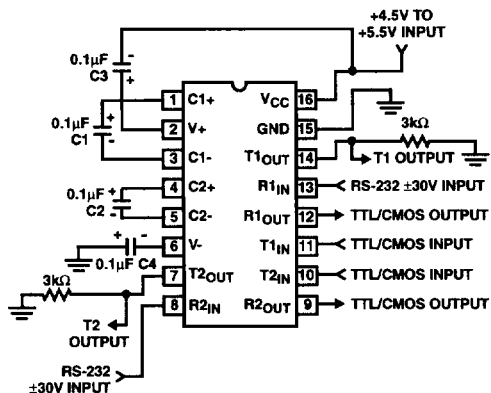 +4.5V TO
+5.5V INPUT
0.1μF
C3
-
+
1 C1+
VCC 16
0.1μF
C1
+
-
2 V+
GND 15
3kΩ
3 C1-
T1OUT 14
T1 OUTPUT
4 C2+
R1IN 13
RS-232 ±30V INPUT
0.1μF
C2
+
-
5 C2-
R1OUT 12
TTL/CMOS OUTPUT
+ -
6 V-
T1IN 11
TTL/CMOS INPUT
0.1μF C4
3kΩ
7 T2OUT
T2IN 10
TTL/CMOS INPUT
8 R2IN
R2OUT 9
TTL/CMOS OUTPUT
T2
OUTPUT
RS-232
±30V INPUT